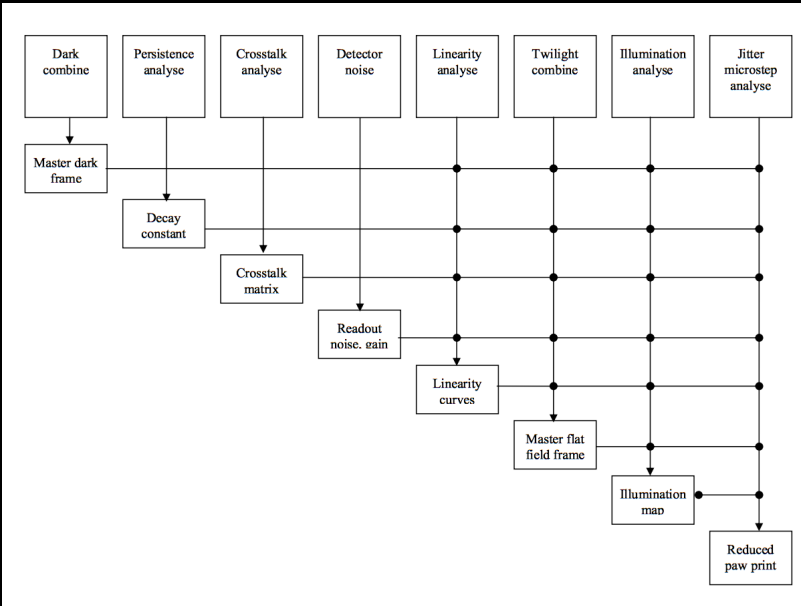 Dark
combine
Persistence
analyse
Crosstalk
analyse
Detector
noise
Linearity
analyse
Twilight
combine
Illumination
analyse
Jitter
microstep
analyse
Master dark
frame
Decay
constant
Crosstalk
matrix
Readout
noise, gain
Linearity
curves
Master flat
field frame
Illumination
map
Reduced
paw print